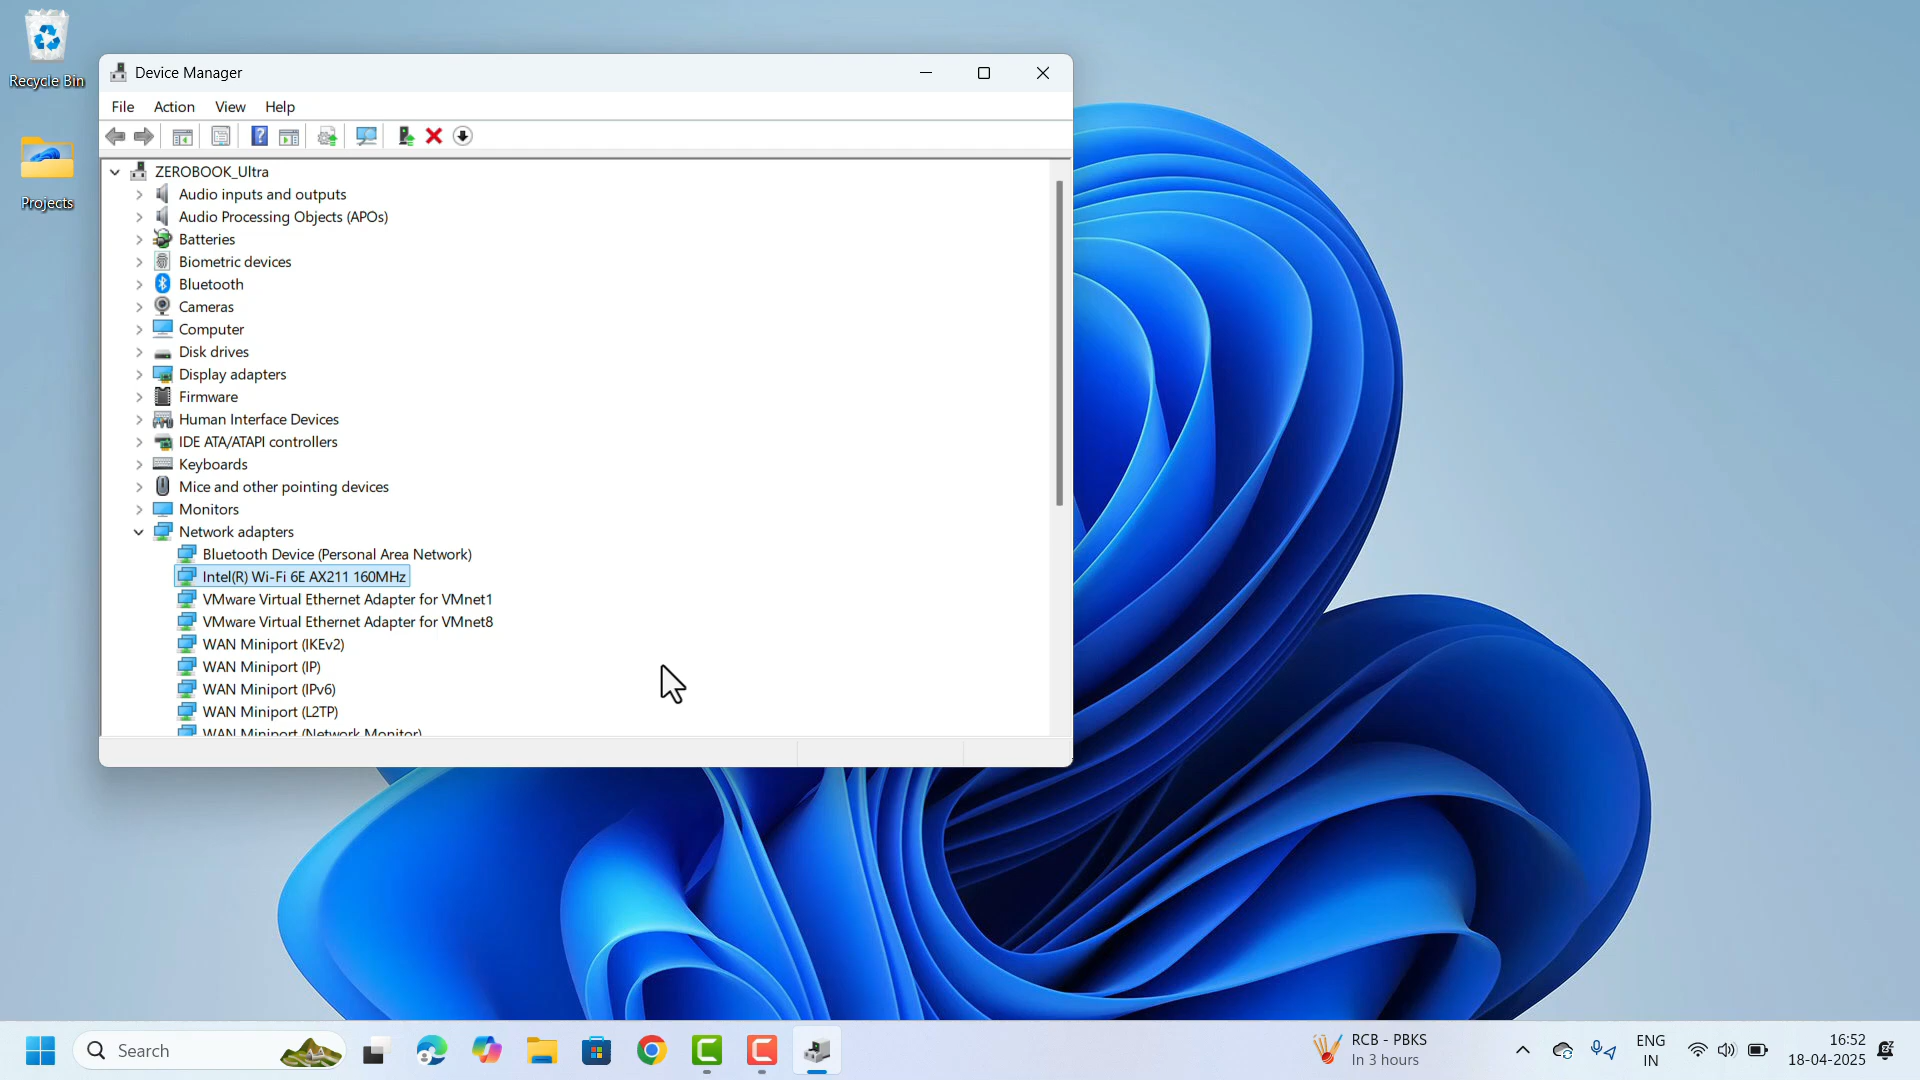 Recycle Bin
Projects
Device Manager
File Action View Help
ZEROBOOK_Ultra
Audio inputs and outputs
Audio Processing Objects (APOs)
Batteries
Biometric devices
Bluetooth
Cameras
Computer
Disk drives
Display adapters
Firmware
Human Interface Devices
IDE ATA/ATAPI controllers
Keyboards
Mice and other pointing devices
Monitors
Network adapters
Bluetooth Device (Personal Area Network)
Intel(R) Wi-Fi 6E AX211 160MHz
VMware Virtual Ethernet Adapter for VMnet1
VMware Virtual Ethernet Adapter for VMnet8
WAN Miniport (IKEv2)
WAN Miniport (IP)
WAN Miniport (IPv6)
WAN Miniport (L2TP)
WAN Miniport (Network Monitor)
Search
RCB - PBKS
In 3 hours
ENG
IN
16:52
18-04-2025